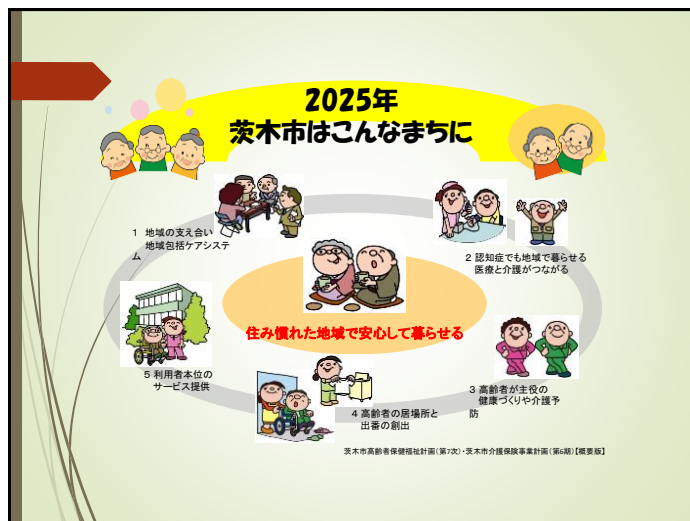 2025年
茨木市はこんなまちに
1 地域の支え合い
地域包括ケアシステ
ム
2 認知症でも地域で暮らせる
医療と介護がつながる
住み慣れた地域で安心して暮らせる
5 利用者本位の
サービス提供
3 高齢者が主役の
健康づくりや介護予
防
4 高齢者の居場所と
出番の創出
茨木市高齢者保健福祉計画(第7次)・茨木市介護保険事業計画(第6期)【概要版】